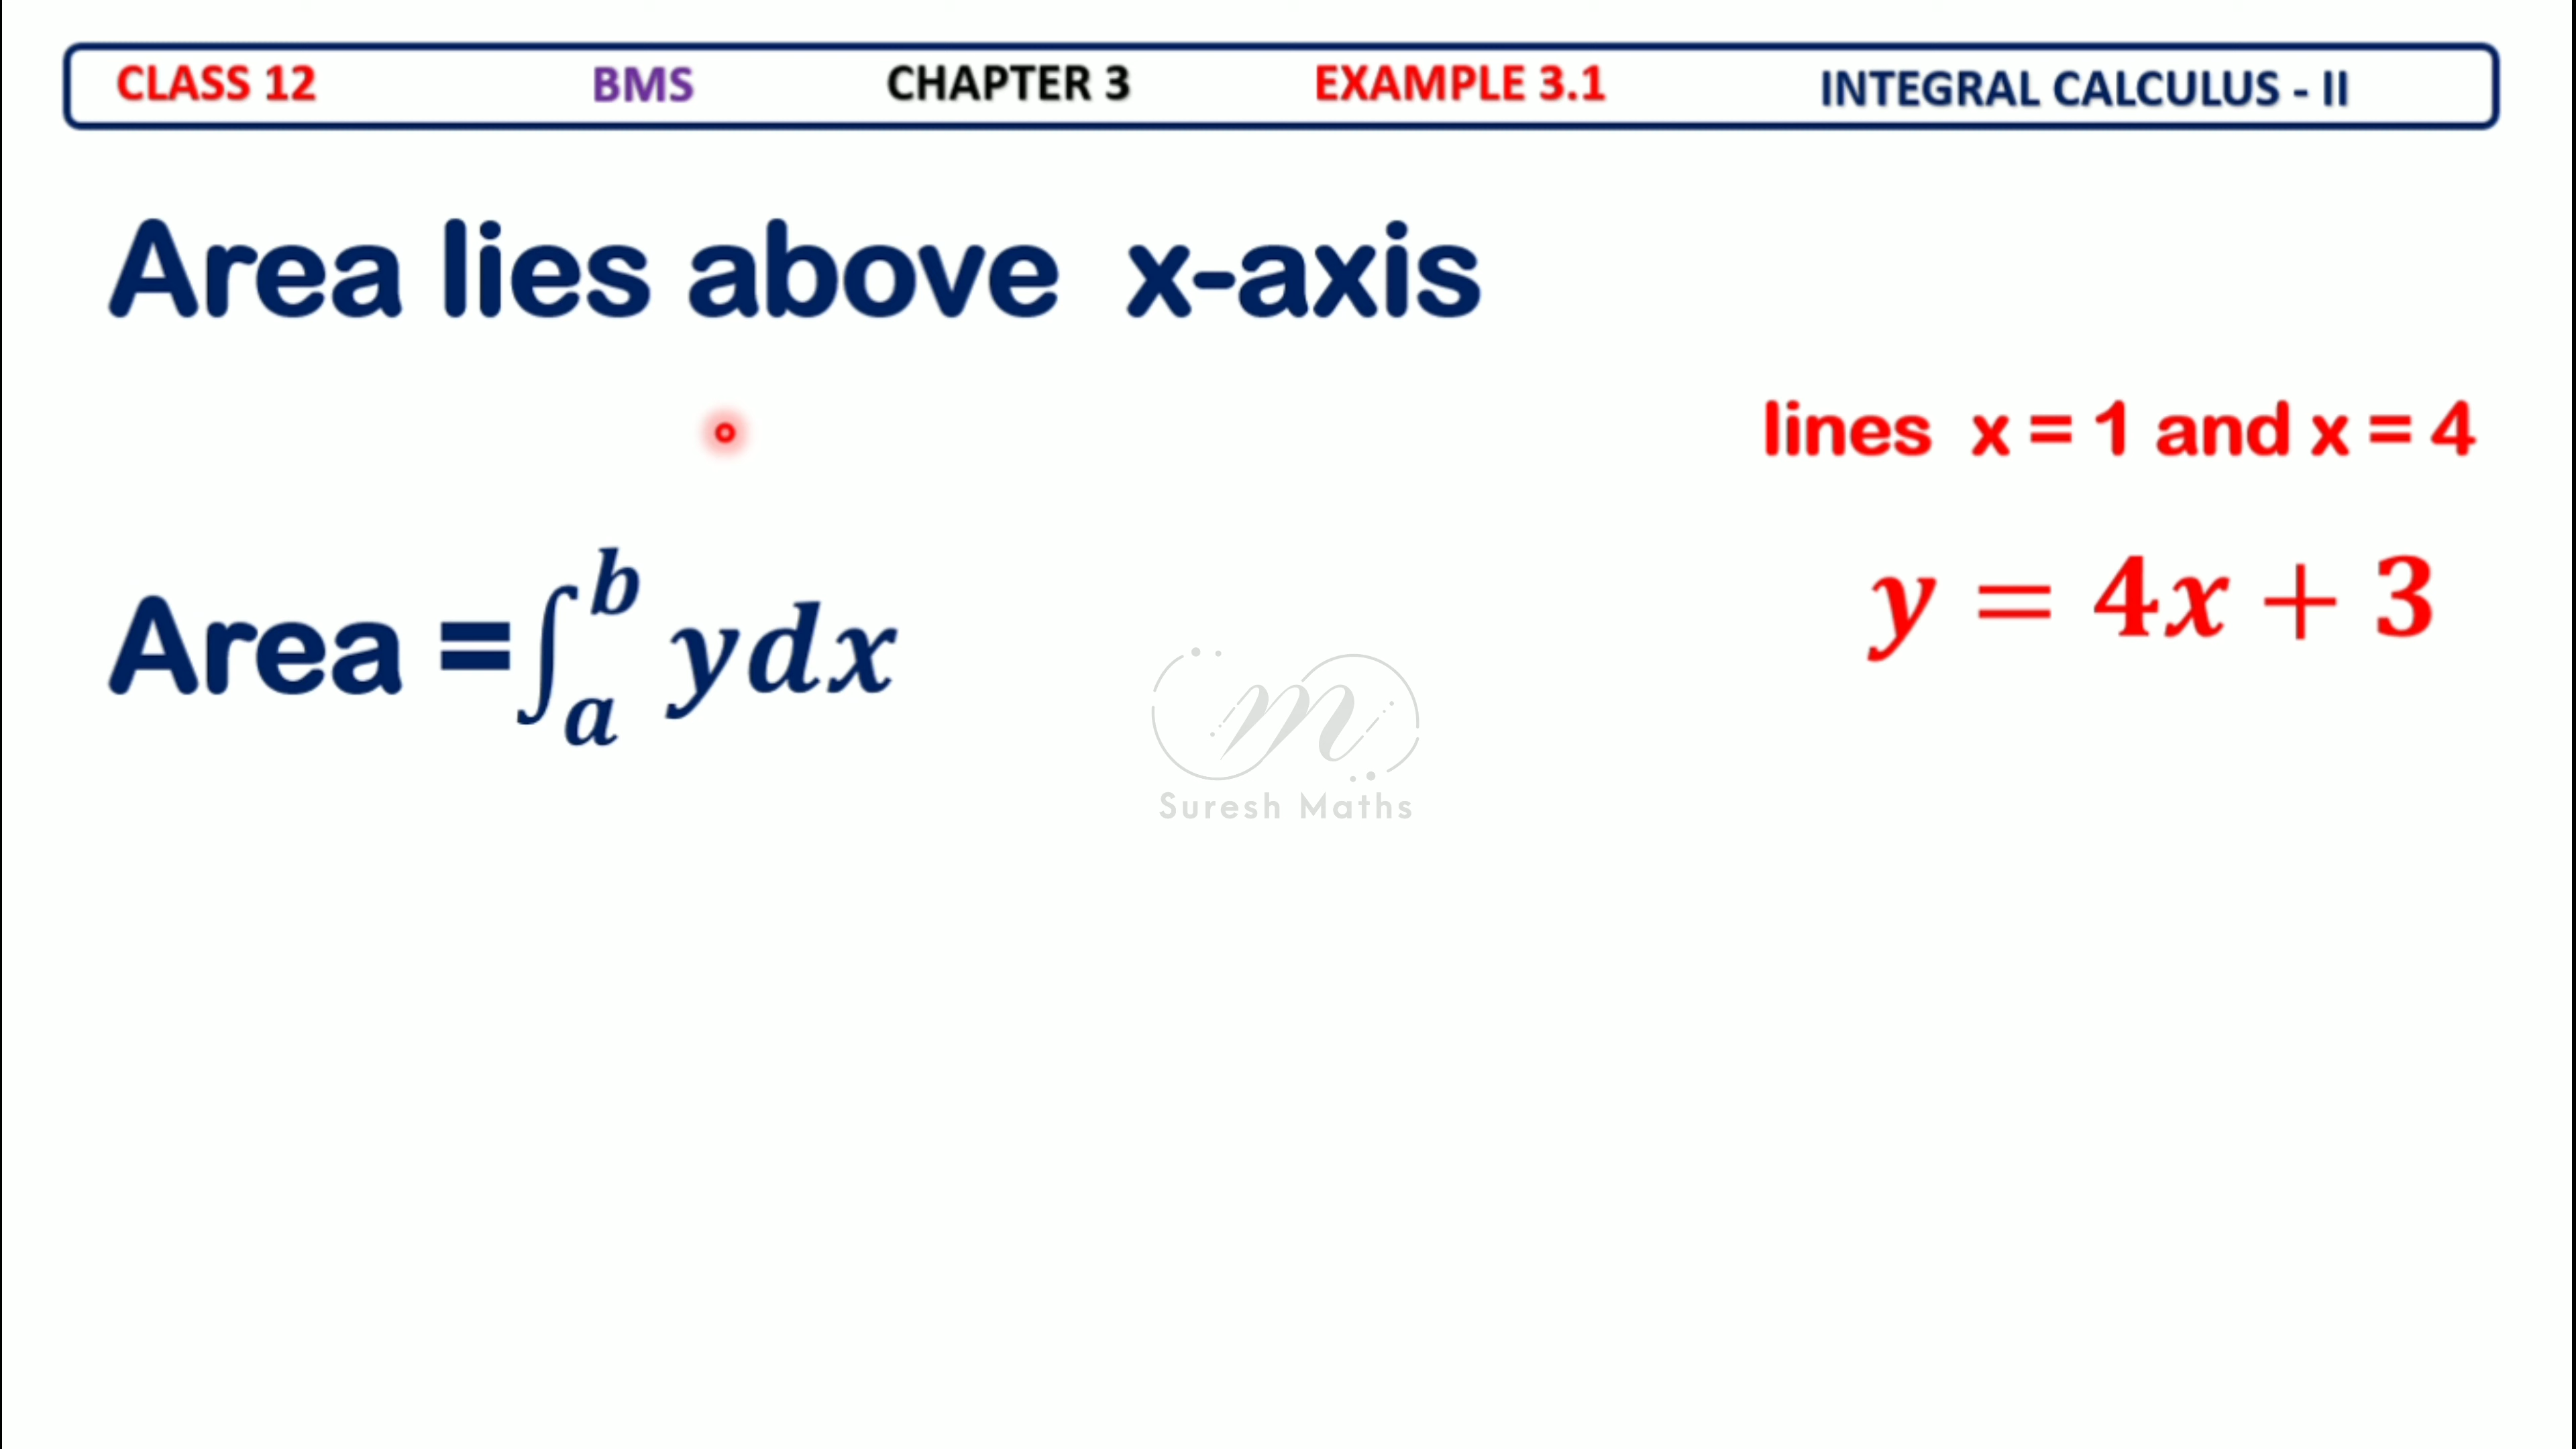 CLASS 12 BMS CHAPTER 3 EXAMPLE 3.1 INTEGRAL CALCULUS - II
Area lies above x-axis
lines x = 1 and x = 4
y = 4x + 3
Area = ∫_a^b ydx
m
Suresh Maths